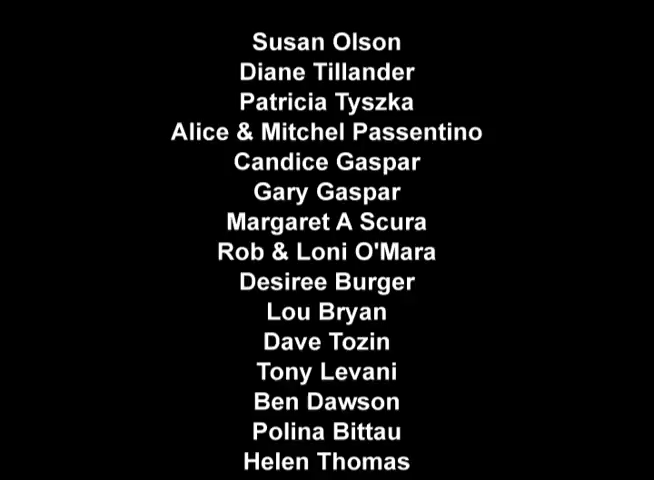 Susan Olson
Diane Tillander
Patricia Tyszka
Alice & Mitchel Passentino
Candice Gaspar
Gary Gaspar
Margaret A Scura
Rob & Loni O'Mara
Desiree Burger
Lou Bryan
Dave Tozin
Tony Levani
Ben Dawson
Polina Bittau
Helen Thomas